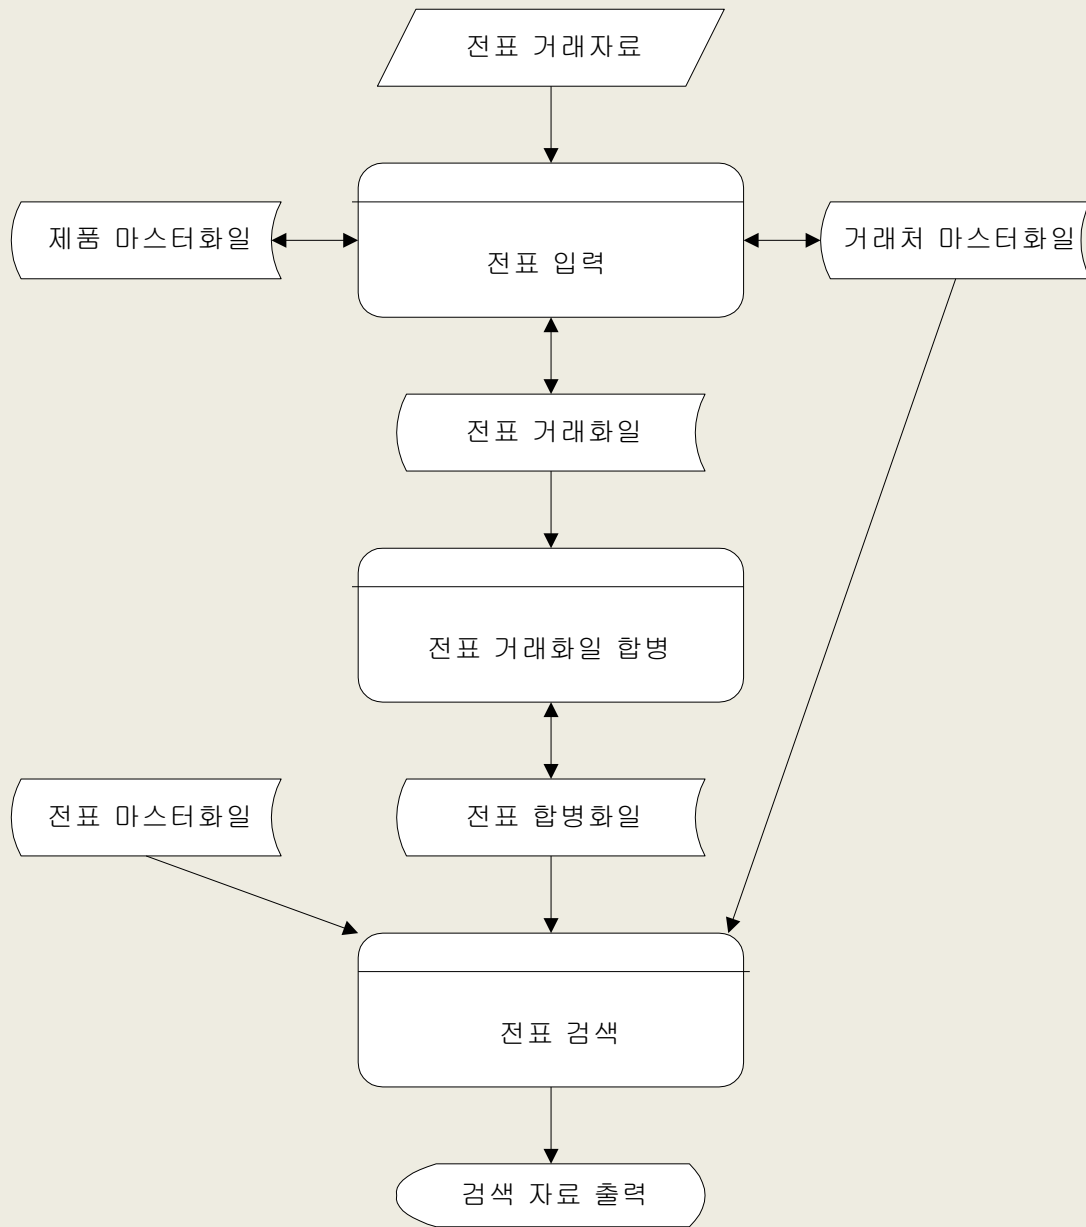 전표 거래자료
제품 마스터화일
전표 입력
거래처 마스터화일
전표 거래화일
전표 거래화일 합병
전표 마스터화일
전표 합병화일
전표 검색
검색 자료 출력